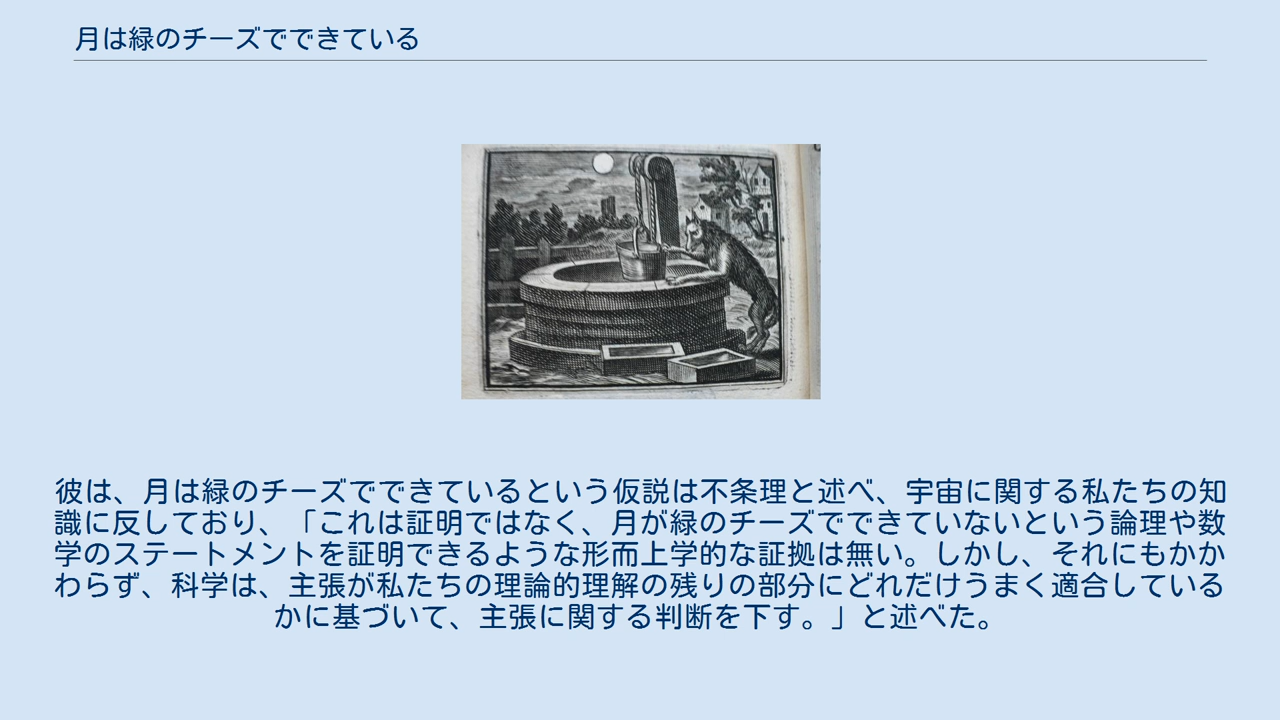 月は緑のチーズでできている
彼は、月は緑のチーズでできているという仮説は不条理と述べ、宇宙に関する私たちの知
識に反しており、「これは証明ではなく、月が緑のチーズでできていないという論理や数
学のステートメントを証明できるような形而上学的な証拠は無い。しかし、それにもかか
わらず、科学は、主張が私たちの理論的理解の残りの部分にどれだけうまく適合している
かに基づいて、主張に関する判断を下す。」と述べた。